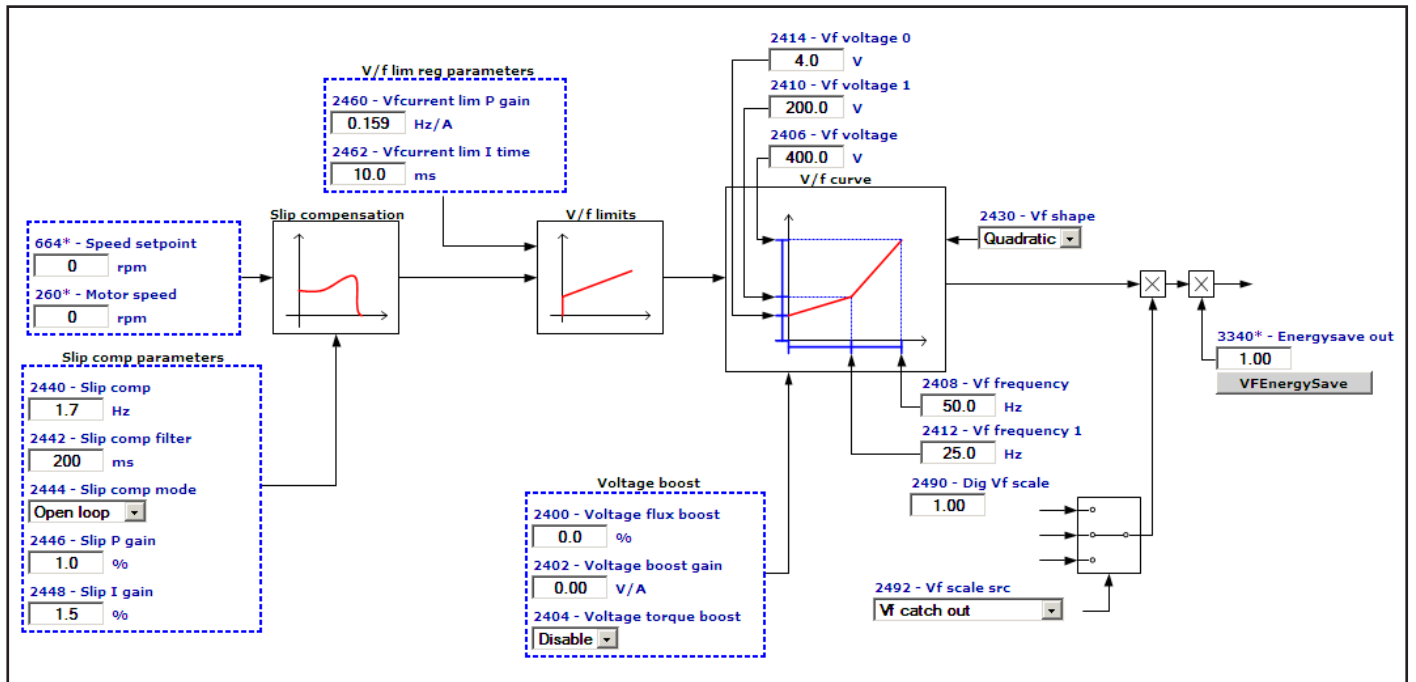 V/f lim reg parameters
2460 - Vfcurrent lim P gain
0.159 Hz/A
2462 - Vfcurrent lim I time
10.0 ms
2414 - Vf voltage 0
4.0 V
2410 - Vf voltage 1
200.0 V
2406 - Vf voltage
400.0 V
Slip compensation
V/f limits
V/f curve
664* - Speed setpoint
0 rpm
260* - Motor speed
0 rpm
2430 - Vf shape
Quadratic
3340* - Energysave out
1.00
VFEnergySave
Slip comp parameters
2440 - Slip comp
1.7 Hz
2442 - Slip comp filter
200 ms
2444 - Slip comp mode
Open loop
2446 - Slip P gain
1.0 %
2448 - Slip I gain
1.5 %
2408 - Vf frequency
50.0 Hz
2412 - Vf frequency 1
25.0 Hz
Voltage boost
2400 - Voltage flux boost
0.0 %
2402 - Voltage boost gain
0.00 V/A
2404 - Voltage torque boost
Disable
2490 - Dig Vf scale
1.00
2492 - Vf scale src
Vf catch out